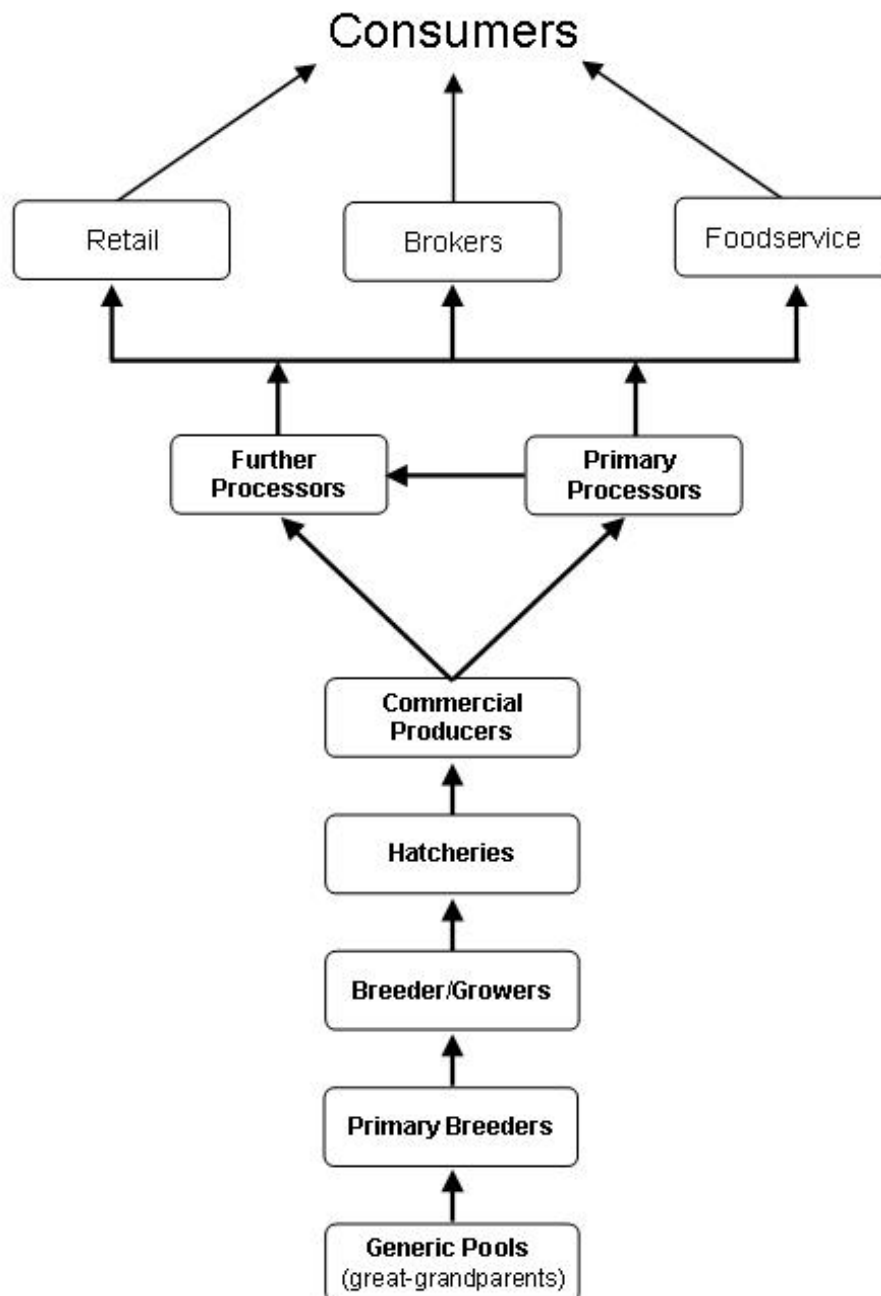 Consumers
Retail
Brokers
Foodservice
Further
Processors
Primary
Processors
Commercial
Producers
Hatcheries
Breeder/Growers
Primary Breeders
Generic Pools
(great-grandparents)